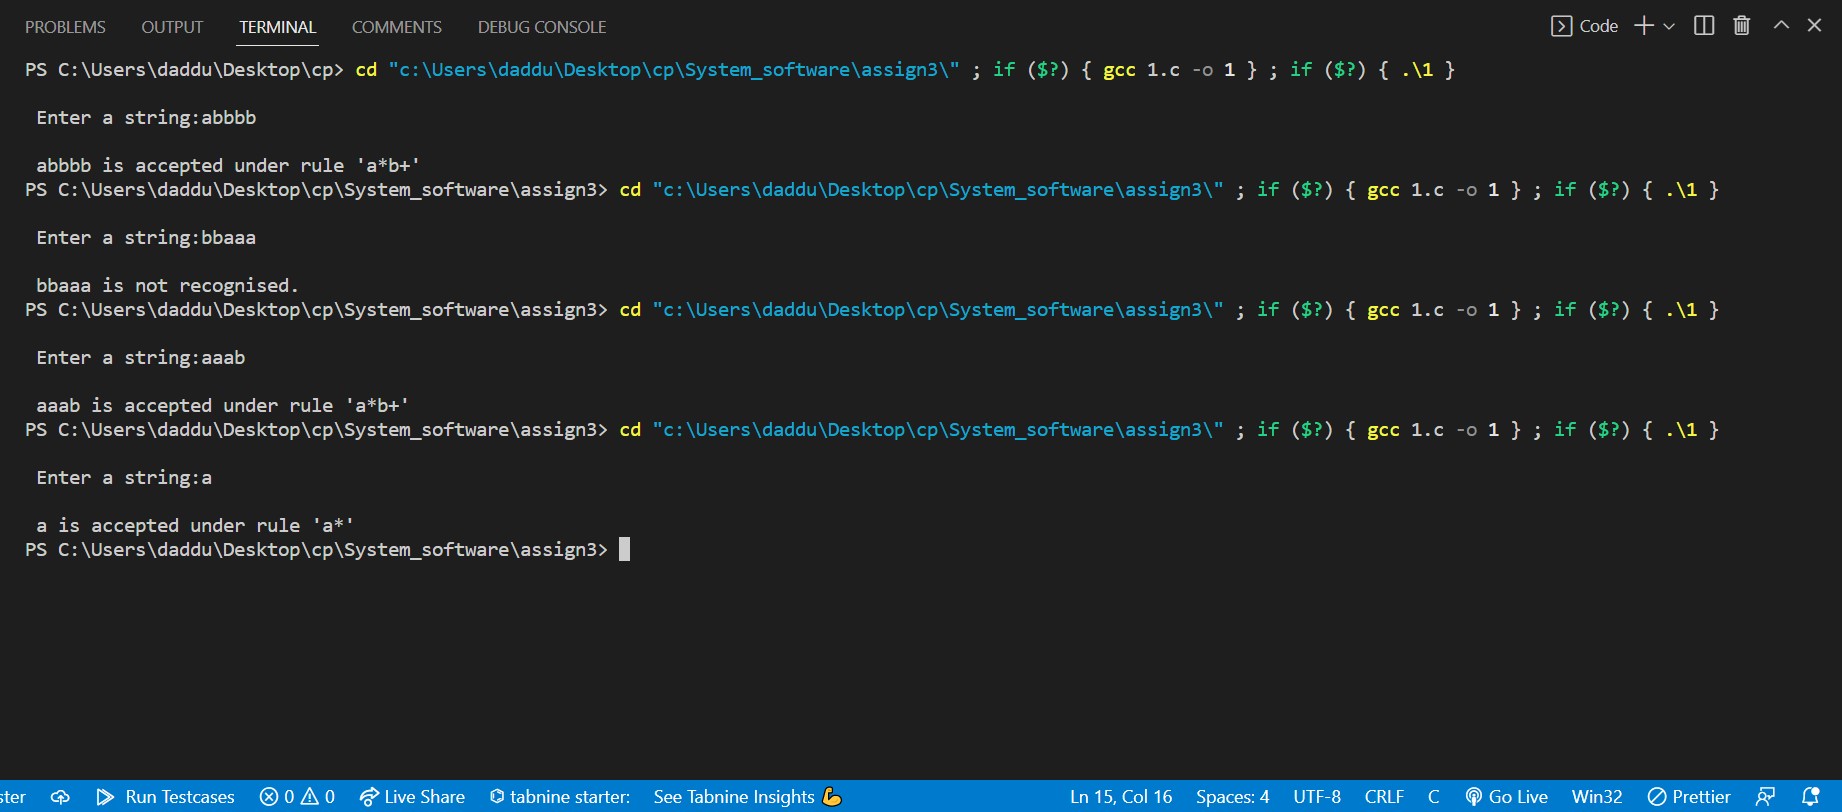 PROBLEMS OUTPUT TERMINAL COMMENTS DEBUG CONSOLE Code
PS C:\Users\daddu\Desktop\cp> cd "c:\Users\daddu\Desktop\cp\System_software\assign3\" ; if ($?) { gcc 1.c -o 1 } ; if ($?) { .\1 }
Enter a string:abbbb
abbbb is accepted under rule 'a*b+'
PS C:\Users\daddu\Desktop\cp\System_software\assign3> cd "c:\Users\daddu\Desktop\cp\System_software\assign3\" ; if ($?) { gcc 1.c -o 1 } ; if ($?) { .\1 }
Enter a string:bbaaa
bbaaa is not recognised.
PS C:\Users\daddu\Desktop\cp\System_software\assign3> cd "c:\Users\daddu\Desktop\cp\System_software\assign3\" ; if ($?) { gcc 1.c -o 1 } ; if ($?) { .\1 }
Enter a string:aaab
aaab is accepted under rule 'a*b+'
PS C:\Users\daddu\Desktop\cp\System_software\assign3> cd "c:\Users\daddu\Desktop\cp\System_software\assign3\" ; if ($?) { gcc 1.c -o 1 } ; if ($?) { .\1 }
Enter a string:a
a is accepted under rule 'a*'
PS C:\Users\daddu\Desktop\cp\System_software\assign3>
ster Run Testcases 0 0 Live Share tabnine starter: See Tabnine Insights 💪 Ln 15, Col 16 Spaces: 4 UTF-8 CRLF C Go Live Win32 Prettier